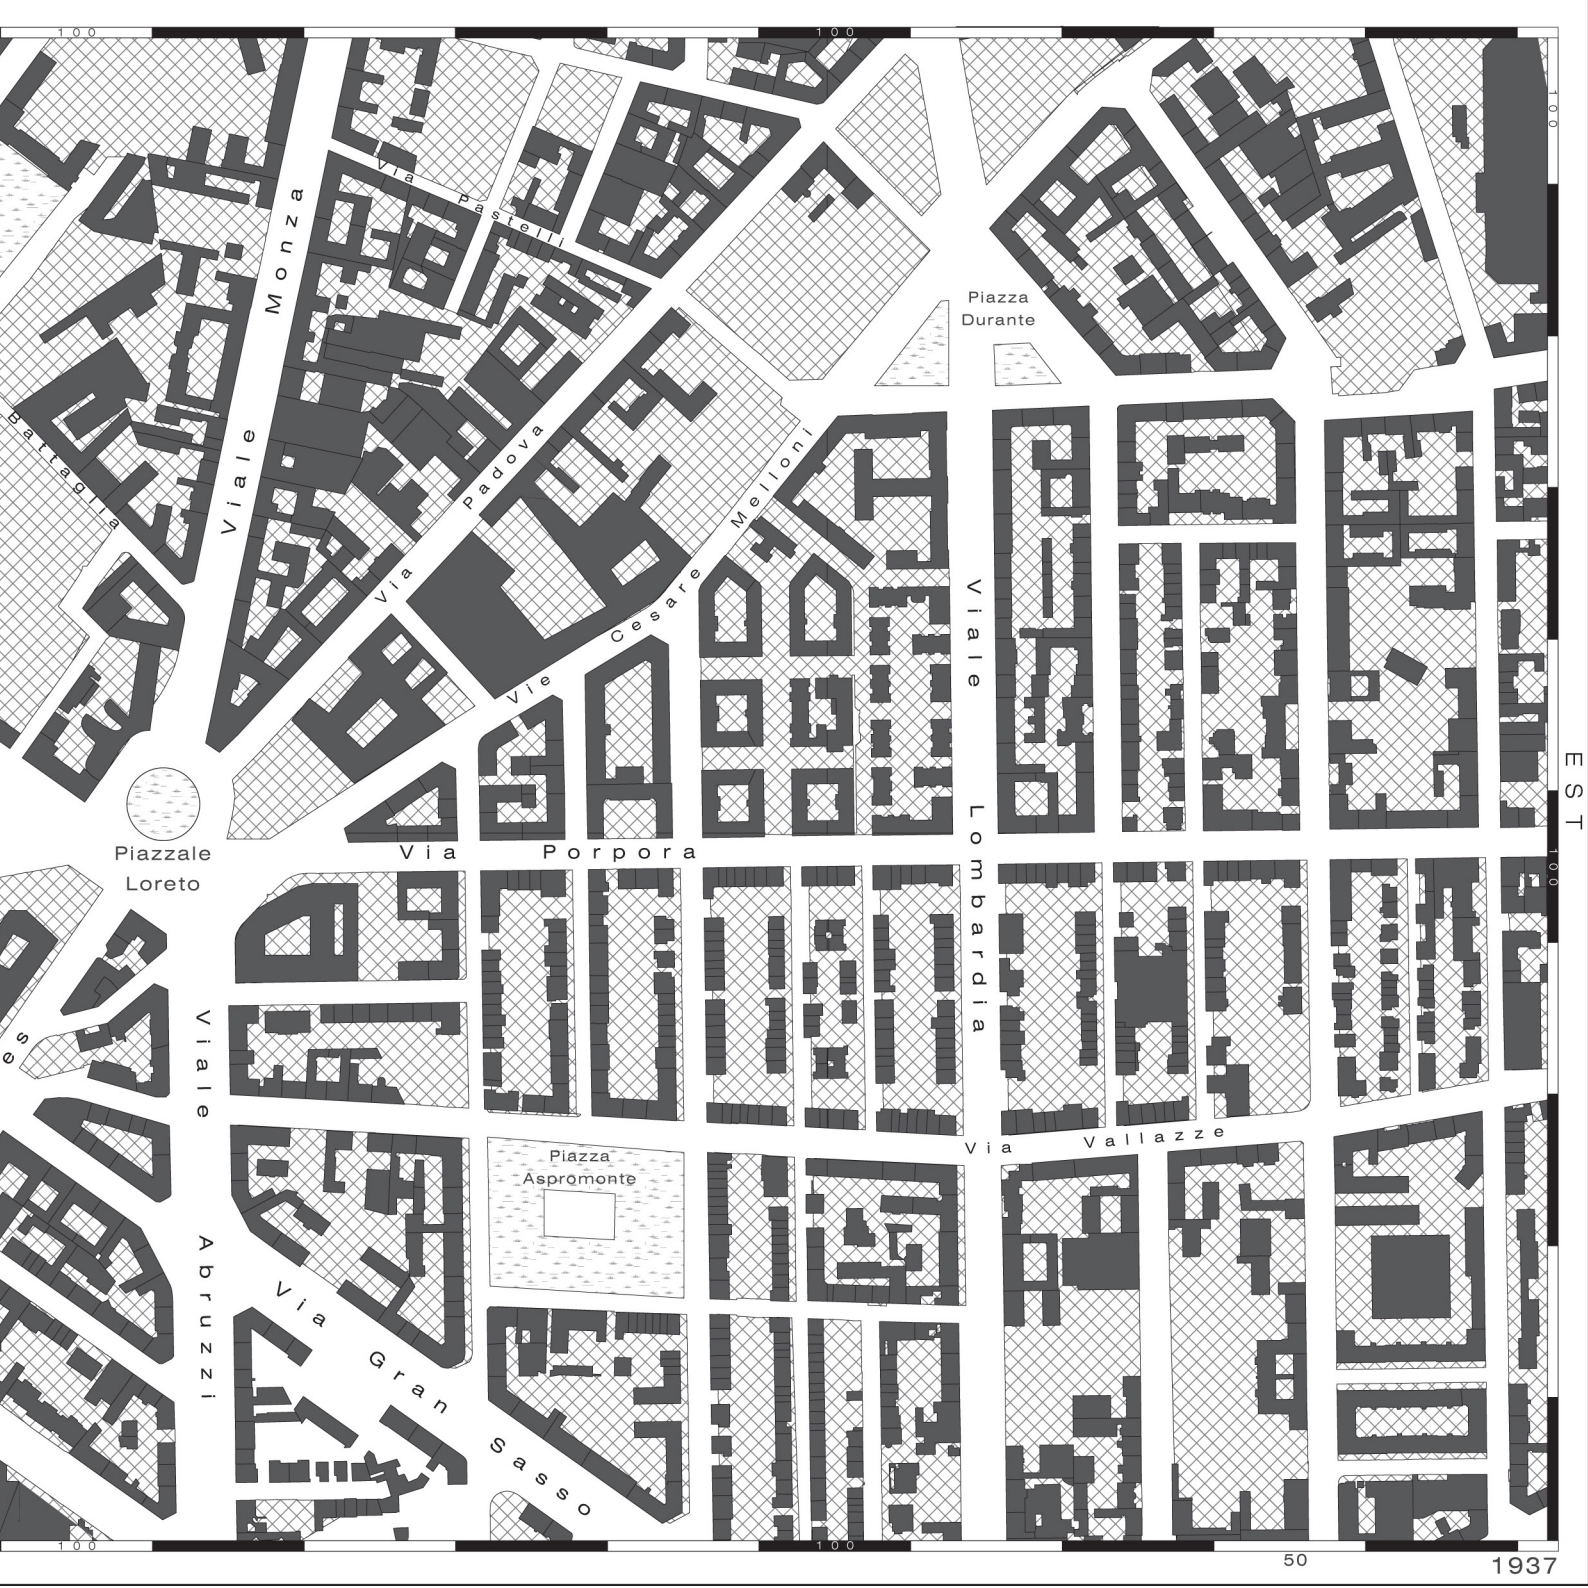 100
100
100
Via Pastelli
Viale Monza
Piazza
Durante
Battaglia
Via Padova
Vie Cesare Melloni
Viale Lombardia
EST
Via Porpora
Piazzale
Loreto
100
es
Viale Abruzzi
Via Vallazze
Piazza
Aspromonte
Via Gran Sasso
100
100
50
1937